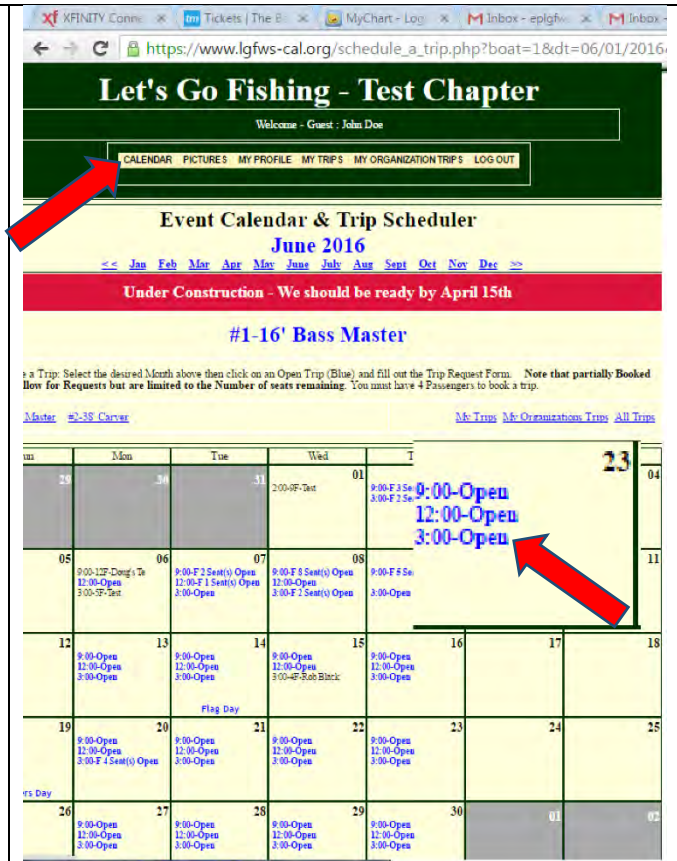 XFINITY Conne
Tickets | The B
MyChart - Log
Inbox - eplgfw
Inbox -
https://www.lgfws-cal.org/schedule_a_trip.php?boat=1&dt=06/01/2016
Let's Go Fishing - Test Chapter
Welcome - Guest : John Doe
CALENDAR PICTURES MY PROFILE MY TRIPS MY ORGANIZATION TRIPS LOG OUT
Event Calendar & Trip Scheduler
June 2016
<< Jan Feb Mar Apr May June July Aug Sept Oct Nov Dec >>
Under Construction - We should be ready by April 15th
#1-16' Bass Master
e a Trip: Select the desired Month above then click on an Open Trip (Blue) and fill out the Trip Request Form. Note that partially Booked
llow for Requests but are limited to the Number of seats remaining. You must have 4 Passengers to book a trip.
Master #2-38' Carver My Trips My Organizations Trips All Trips
un Mon Tue Wed T
29 30 31 01 04
2:00-9F-Test
9:00-F 3 Se
3:00-F 2 Sea
23
9:00-Open
12:00-Open
3:00-Open
05 06 07 08 11
9:00-12F-Doug's Te
12:00-Open
3:00-5F-Test
9:00-F 2 Seat(s) Open
12:00-F 1 Seat(s) Open
3:00-Open
9:00-F 8 Seat(s) Open
12:00-Open
3:00-F 2 Seat(s) Open
9:00-F 5 Se
3:00-Open
12 13 14 15 16 17 18
9:00-Open
12:00-Open
3:00-Open
9:00-Open
12:00-Open
3:00-Open
Flag Day
9:00-Open
12:00-Open
3:00-4F-Rob Black
9:00-Open
12:00-Open
3:00-Open
19 20 21 22 23 24 25
ers Day
9:00-Open
12:00-Open
3:00-F 4 Seat(s) Open
9:00-Open
12:00-Open
3:00-Open
9:00-Open
12:00-Open
3:00-Open
9:00-Open
12:00-Open
3:00-Open
26 27 28 29 30 01 02
9:00-Open
12:00-Open
3:00-Open
9:00-Open
12:00-Open
3:00-Open
9:00-Open
12:00-Open
3:00-Open
9:00-Open
12:00-Open
3:00-Open